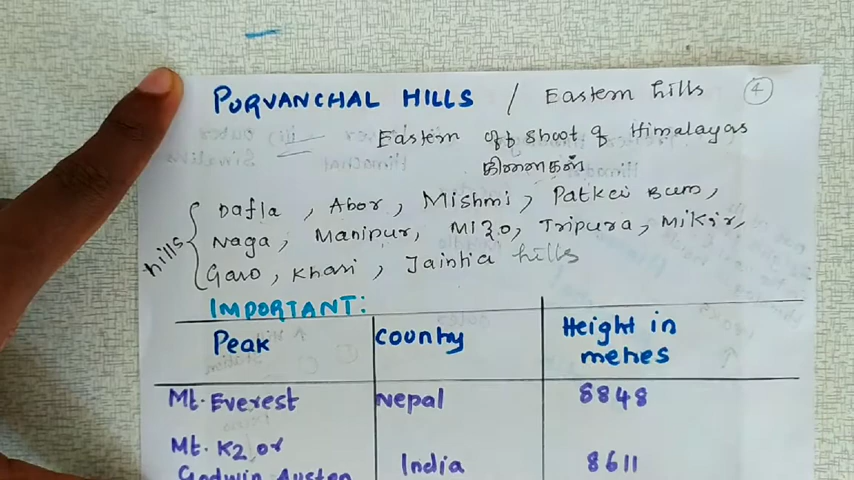 PURVANCHAL HILLS / Eastern hills 4
Eastern off shoot of Himalayas
கிளைகள்
hills Dafla, Abor, Mishmi, Patkai Bum,
Naga, Manipur, Mizo, Tripura, Mikir,
Garo, Khasi, Jaintia hills
IMPORTANT:
Peak Country Height in metres
Mt. Everest Nepal 8848
Mt. K2 or
Godwin Austen India 8611